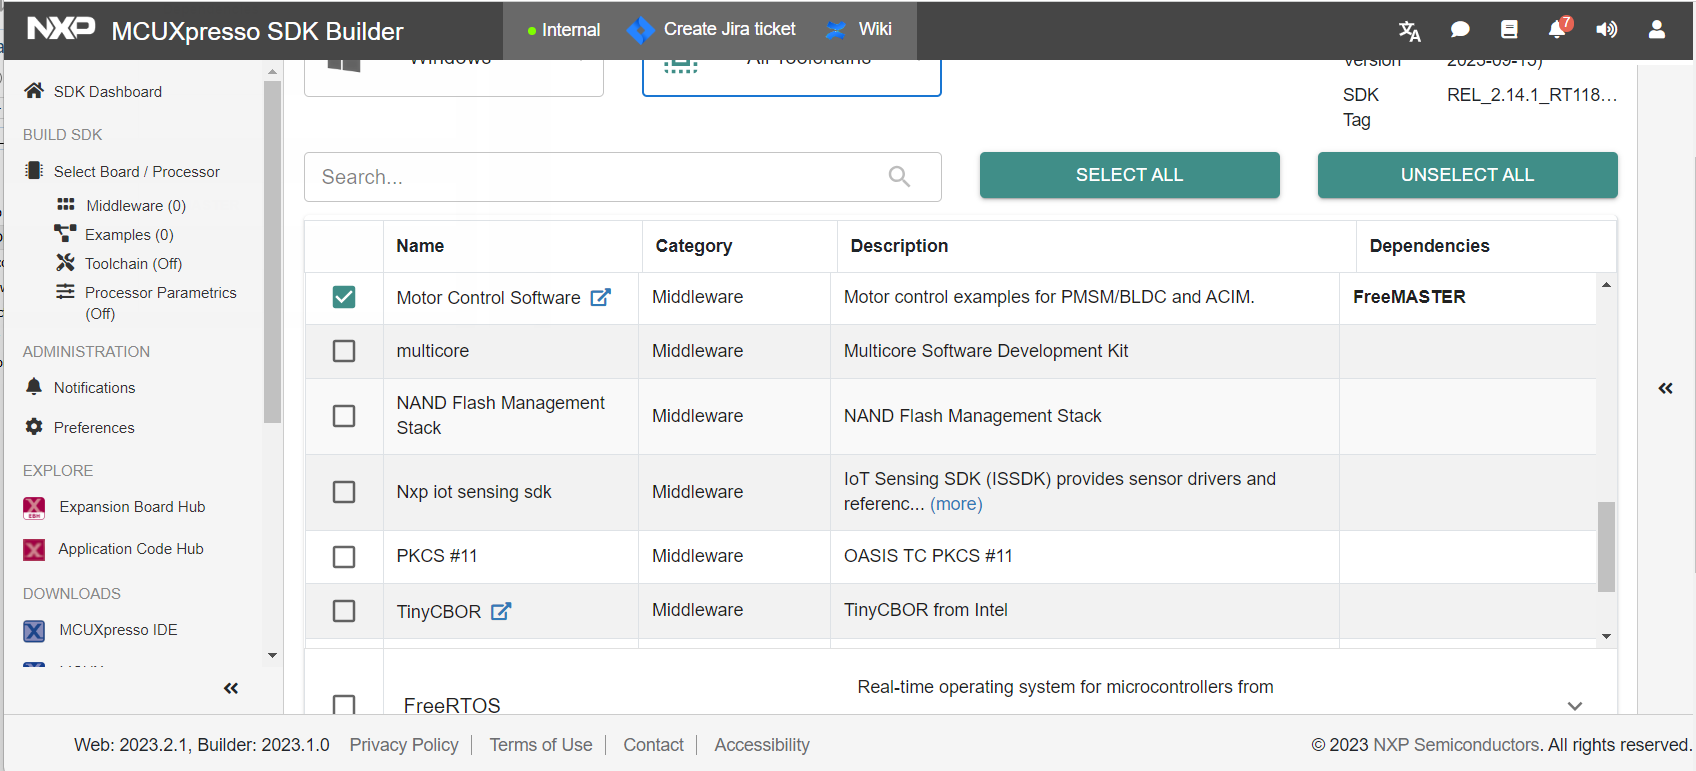 NXP MCUXpresso SDK Builder
Internal
Create Jira ticket
Wiki
7
SDK Dashboard
BUILD SDK
Select Board / Processor
Middleware (0)
Examples (0)
Toolchain (Off)
Processor Parametrics
(Off)
ADMINISTRATION
Notifications
Preferences
EXPLORE
Expansion Board Hub
Application Code Hub
DOWNLOADS
MCUXpresso IDE
Windows
All Toolchains
Version 2023-09-15)
SDK REL_2.14.1_RT118...
Tag
Search...
SELECT ALL
UNSELECT ALL
Name Category Description Dependencies
Motor Control Software Middleware Motor control examples for PMSM/BLDC and ACIM. FreeMASTER
multicore Middleware Multicore Software Development Kit
NAND Flash Management
Stack
Middleware NAND Flash Management Stack
Nxp iot sensing sdk Middleware IoT Sensing SDK (ISSDK) provides sensor drivers and
referenc... (more)
PKCS #11 Middleware OASIS TC PKCS #11
TinyCBOR Middleware TinyCBOR from Intel
FreeRTOS Real-time operating system for microcontrollers from
Web: 2023.2.1, Builder: 2023.1.0 Privacy Policy Terms of Use Contact Accessibility
© 2023 NXP Semiconductors. All rights reserved.